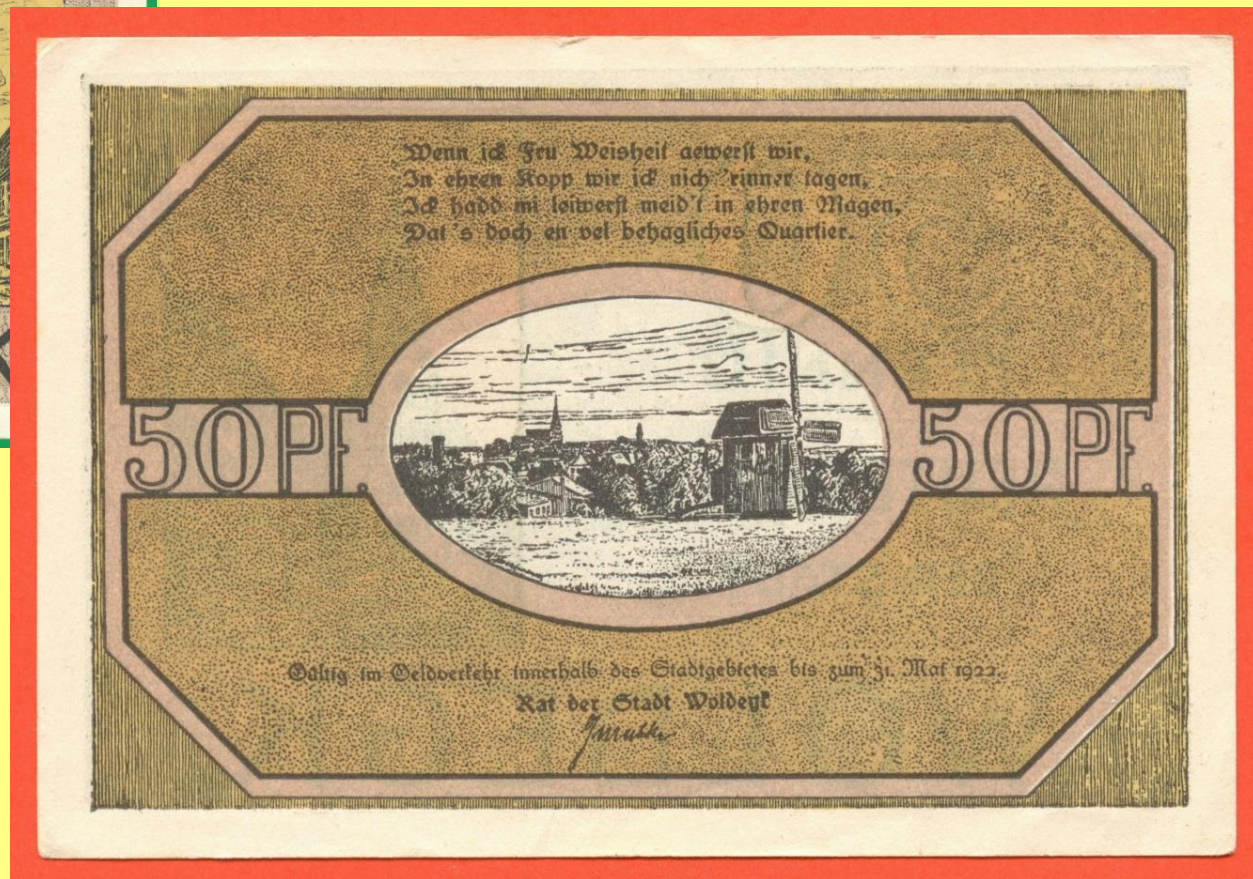 Wenn ick Fru Weisheit aewerst wir,
In ehren Kopp wir ick nich 'rinner tagen,
Ick hadd mi leiwerst meid't in ehren Magen,
Dat 's doch en vel behagliches Quartier.
50 PF. 50 PF.
Gültig im Geldverkehr innerhalb des Stadtgebietes bis zum 31. Mai 1922.
Rat der Stadt Woldegk